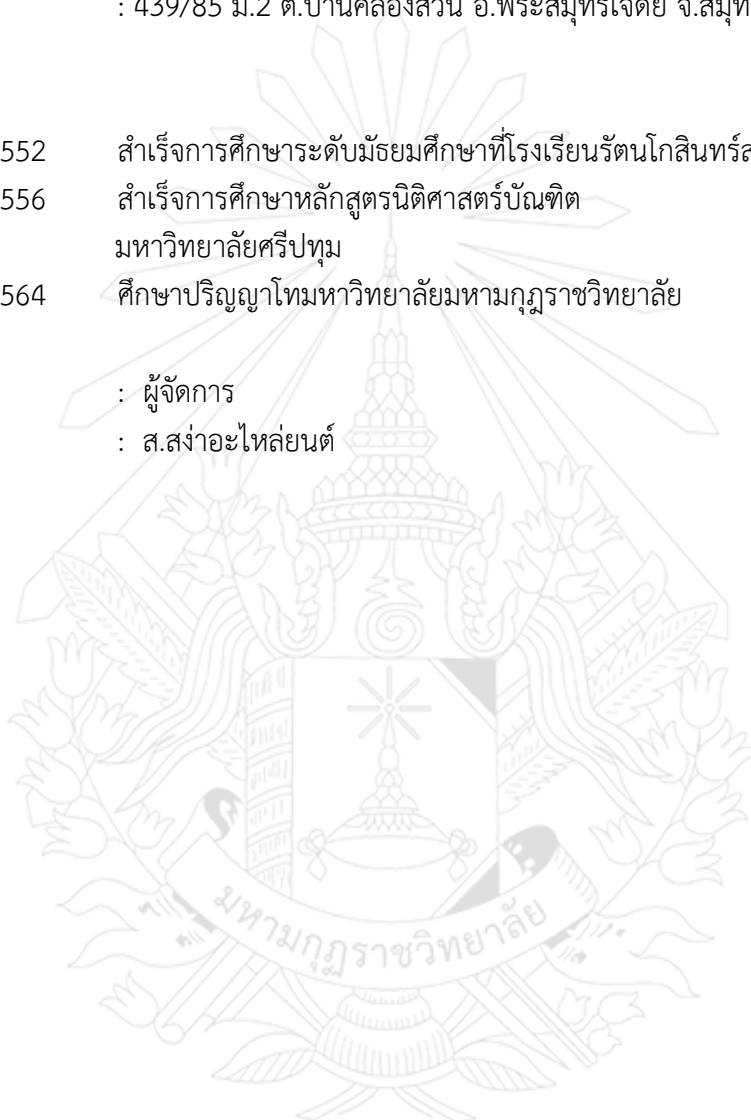 : 439/85 ม.2 ต.บ้านคลองสวน อ.พระสมุทรเจดีย์ จ.สมุท
552 สำเร็จการศึกษาระดับมัธยมศึกษาที่โรงเรียนรัตนโกสินทร์ส
556 สำเร็จการศึกษาหลักสูตรนิติศาสตร์บัณฑิต
มหาวิทยาลัยศรีปทุม
564 ศึกษาปริญญาโทมหาวิทยาลัยมหามกุฏราชวิทยาลัย
: ผู้จัดการ
: ส.สง่าอะไหล่ยนต์
มหามกุฏราชวิทยาลัย